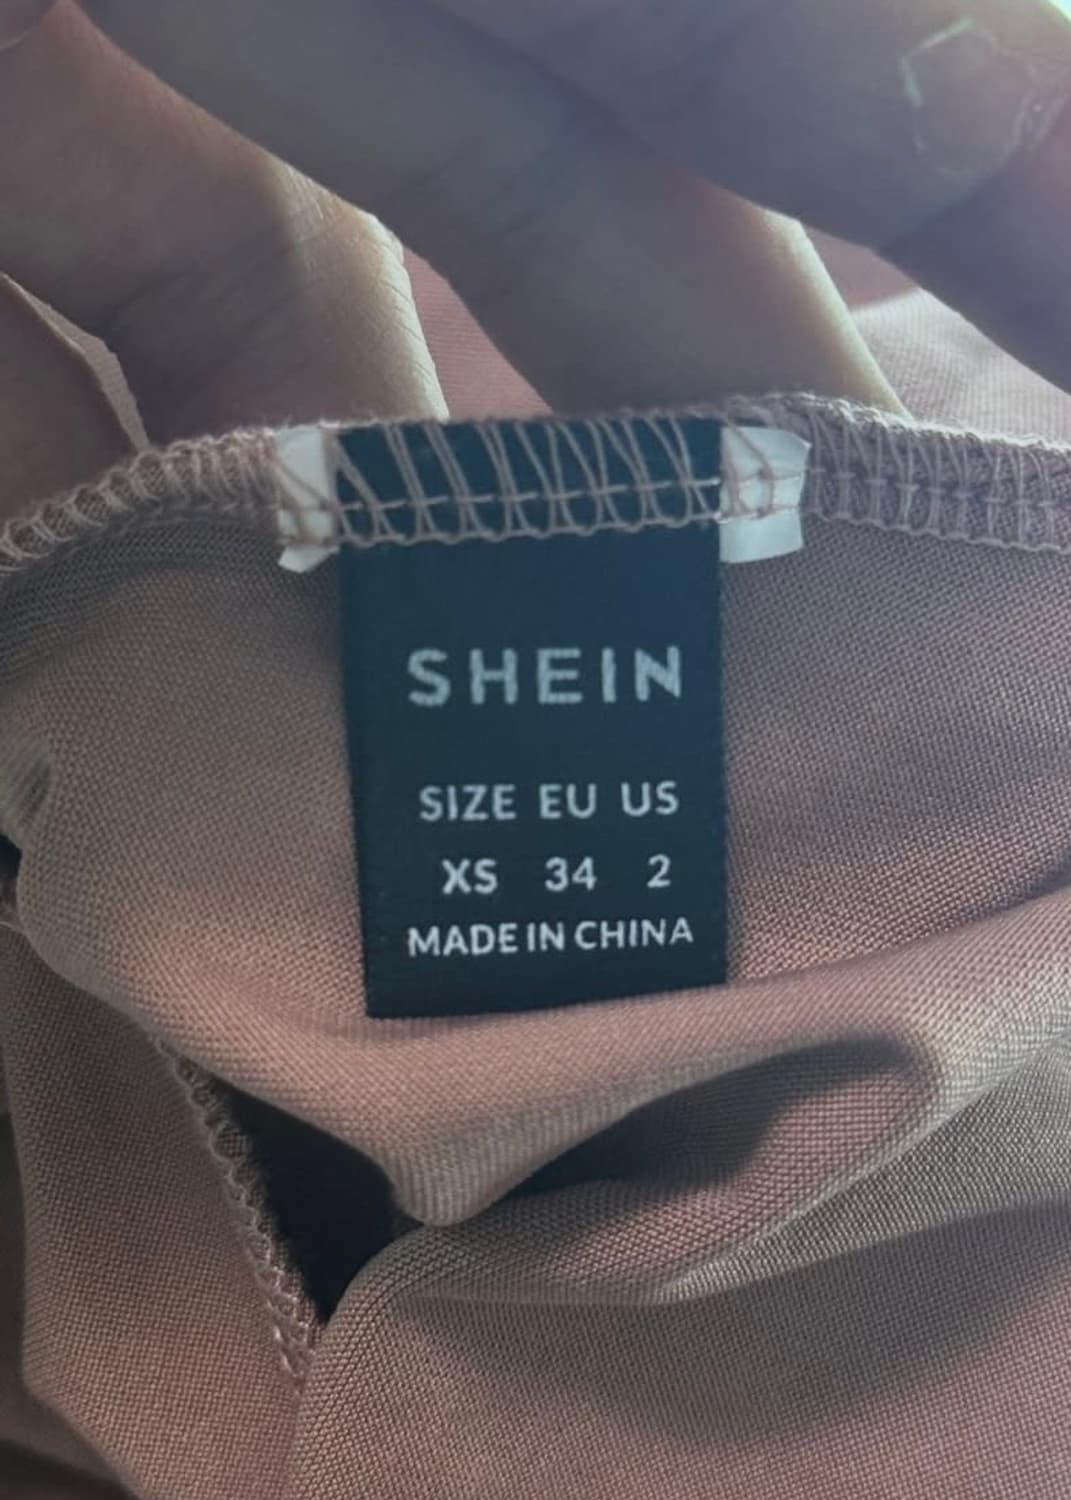 SHEIN
SIZE EU US
XS 34 2
MADE IN CHINA